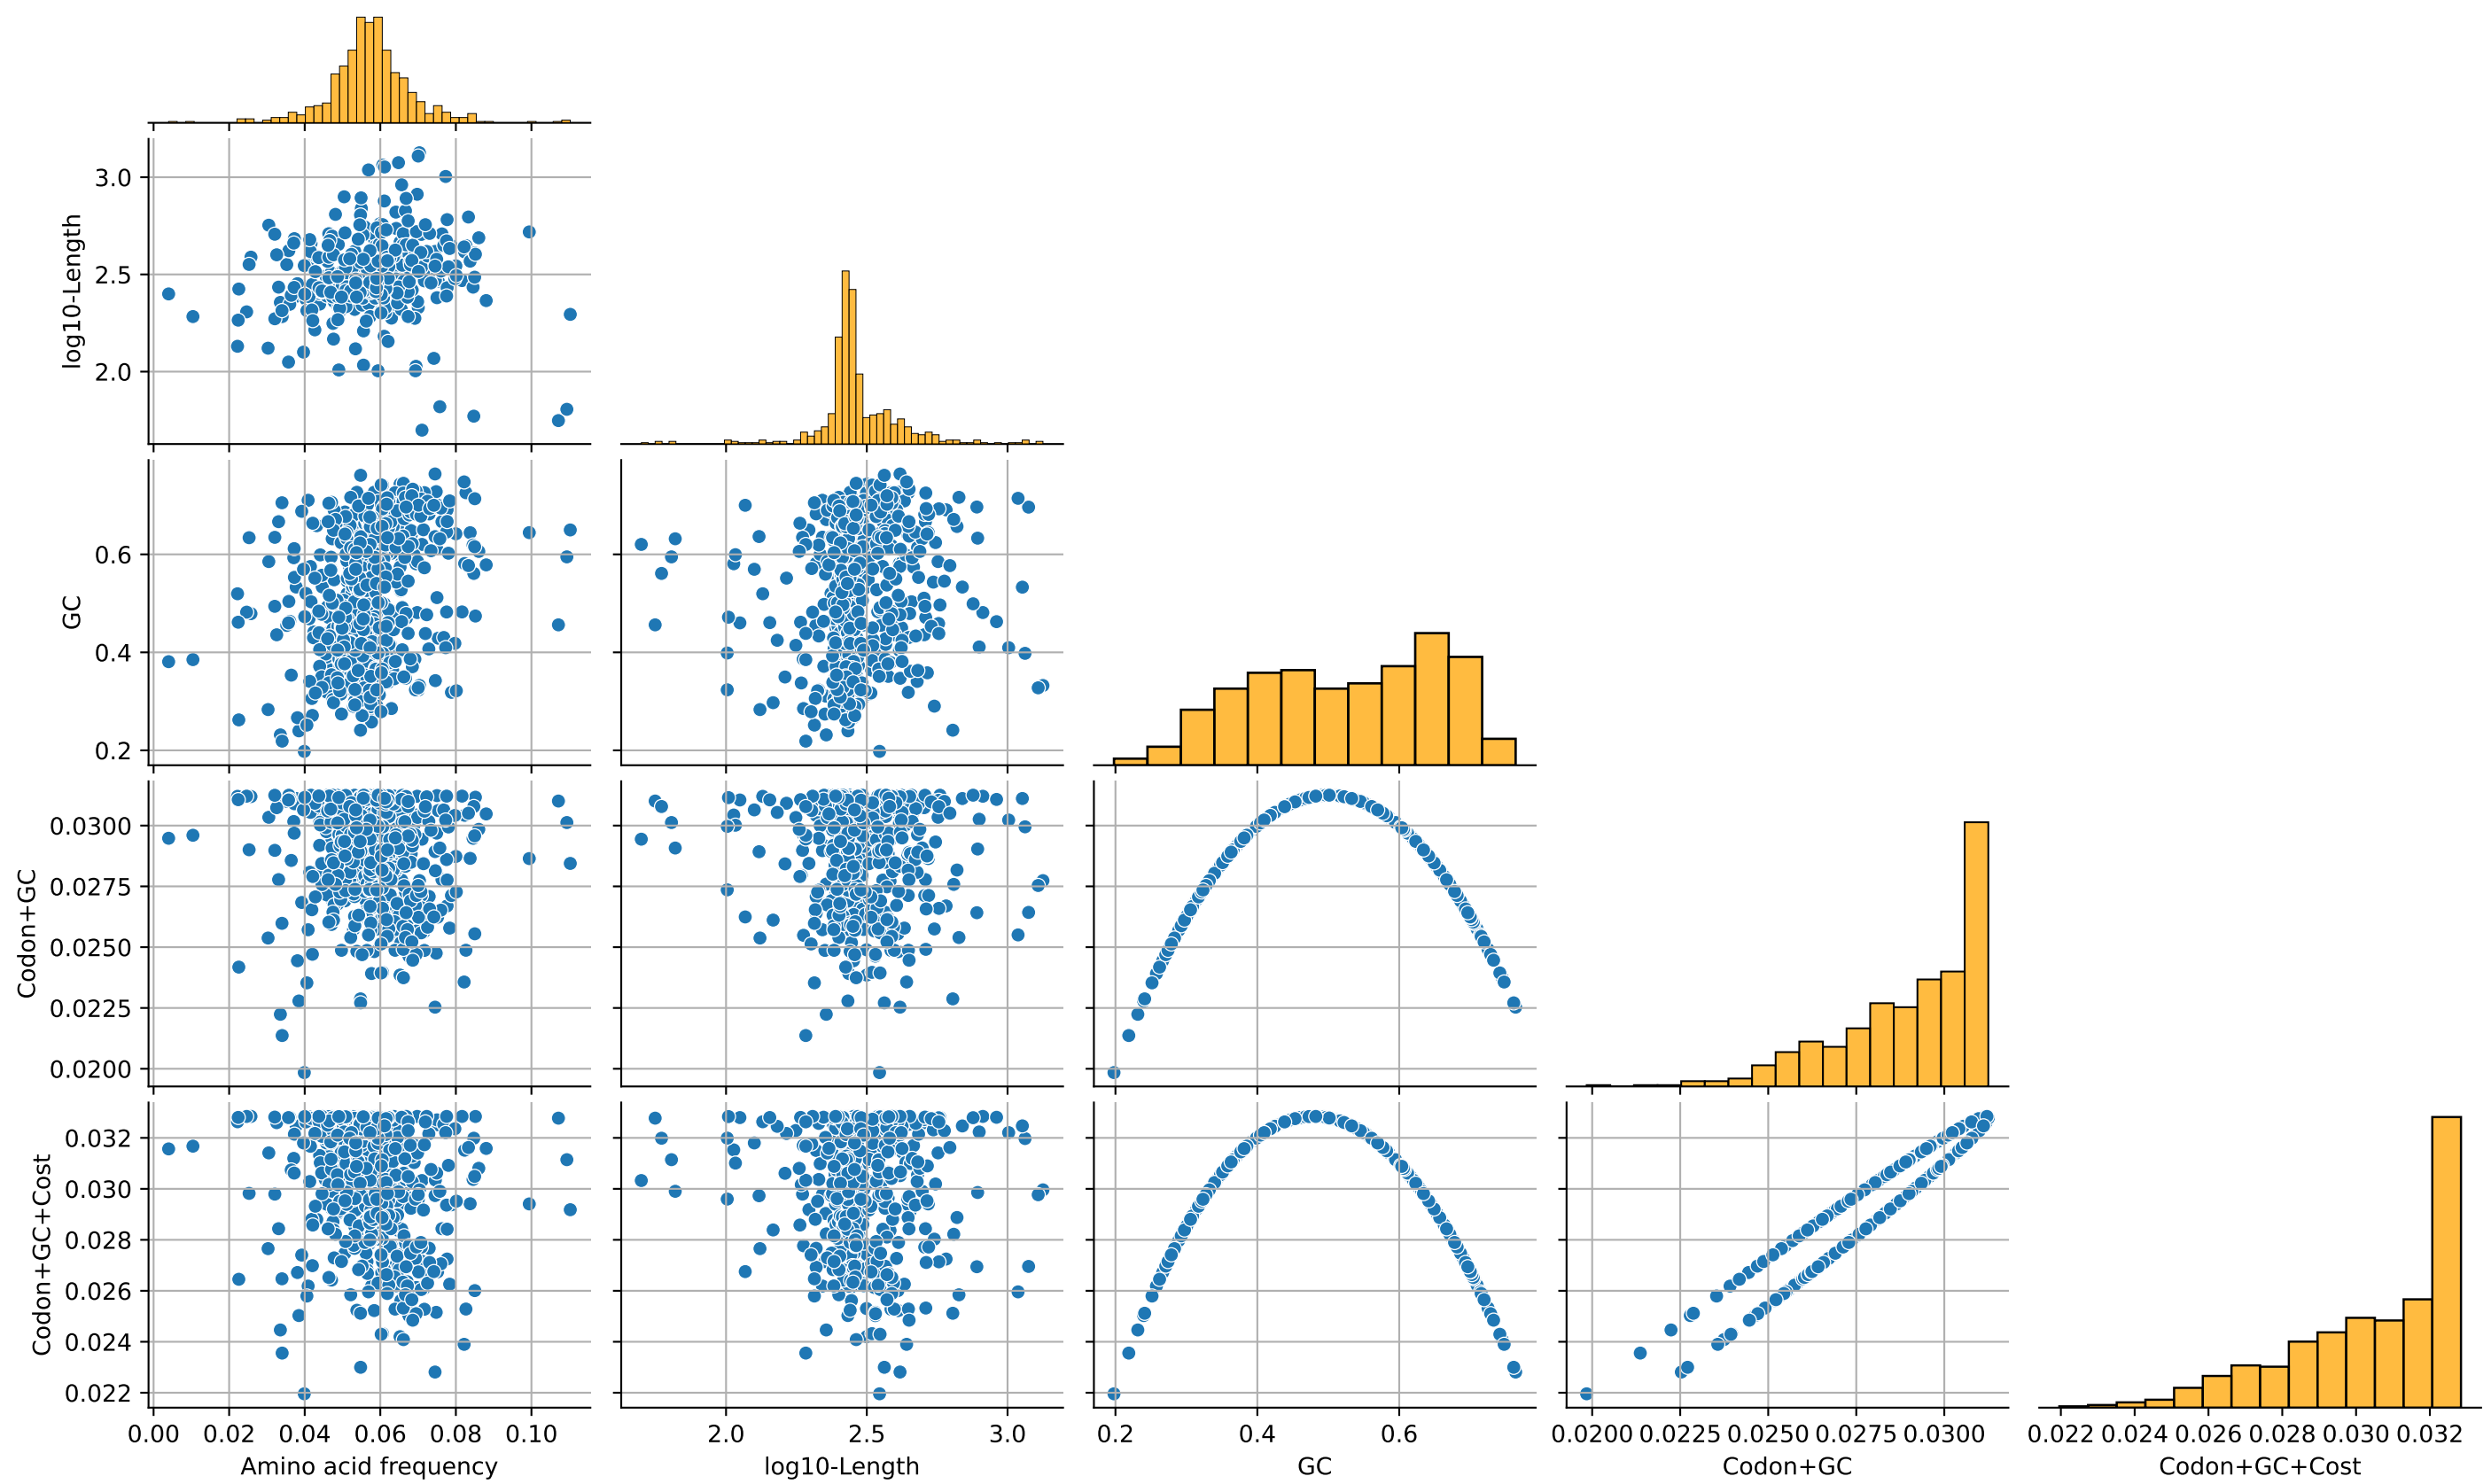 3.0
2.5
2.0
log10-Length
0.6
0.4
0.2
GC
0.0300
0.0275
0.0250
0.0225
0.0200
Codon+GC
0.032
0.030
0.028
0.026
0.024
0.022
Codon+GC+Cost
0.00 0.02 0.04 0.06 0.08 0.10
Amino acid frequency
2.0 2.5 3.0
log10-Length
0.2 0.4 0.6
GC
0.0200 0.0225 0.0250 0.0275 0.0300
Codon+GC
0.022 0.024 0.026 0.028 0.030 0.032
Codon+GC+Cost